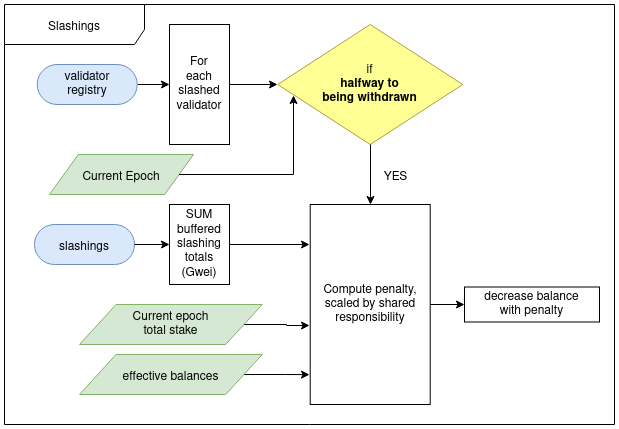 Slashings
validator
registry
For
each
slashed
validator
if
halfway to
being withdrawn
Current Epoch
YES
slashings
SUM
buffered
slashing
totals
(Gwei)
Compute penalty,
scaled by shared
responsibility
decrease balance
with penalty
Current epoch
total stake
effective balances